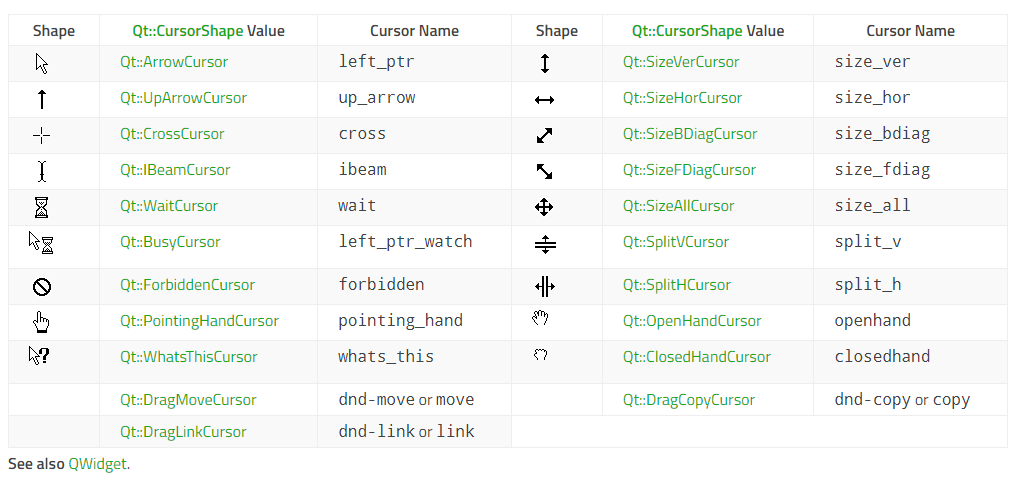 Shape Qt::CursorShape Value Cursor Name Shape Qt::CursorShape Value Cursor Name
Qt::ArrowCursor left_ptr Qt::SizeVerCursor size_ver
Qt::UpArrowCursor up_arrow Qt::SizeHorCursor size_hor
Qt::CrossCursor cross Qt::SizeBDiagCursor size_bdiag
Qt::IBeamCursor ibeam Qt::SizeFDiagCursor size_fdiag
Qt::WaitCursor wait Qt::SizeAllCursor size_all
Qt::BusyCursor left_ptr_watch Qt::SplitVCursor split_v
Qt::ForbiddenCursor forbidden Qt::SplitHCursor split_h
Qt::PointingHandCursor pointing_hand Qt::OpenHandCursor openhand
Qt::WhatsThisCursor whats_this Qt::ClosedHandCursor closedhand
Qt::DragMoveCursor dnd-move or move Qt::DragCopyCursor dnd-copy or copy
Qt::DragLinkCursor dnd-link or link
See also QWidget.